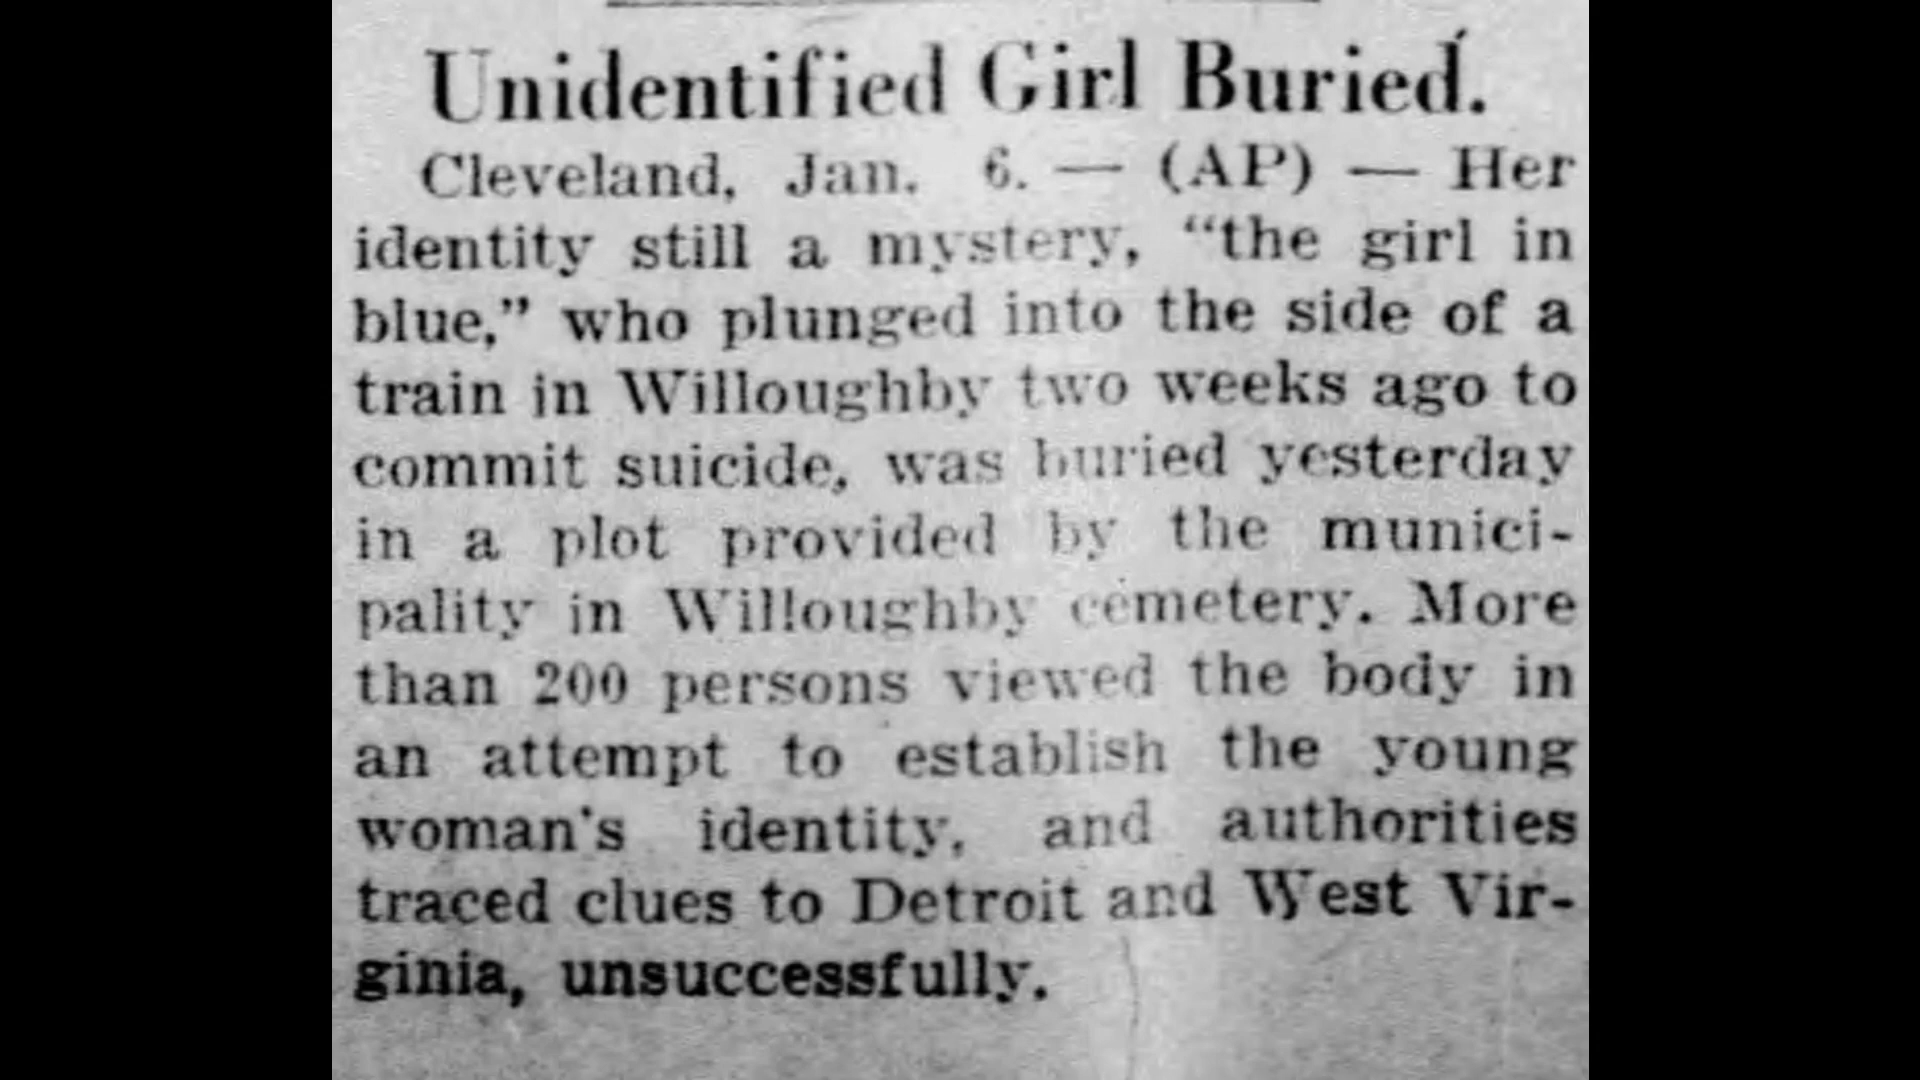 Unidentified Girl Buried.
Cleveland, Jan. 6. — (AP) — Her
identity still a mystery, “the girl in
blue,” who plunged into the side of a
train in Willoughby two weeks ago to
commit suicide, was buried yesterday
in a plot provided by the munici-
pality in Willoughby cemetery. More
than 200 persons viewed the body in
an attempt to establish the young
woman's identity, and authorities
traced clues to Detroit and West Vir-
ginia, unsuccessfully.